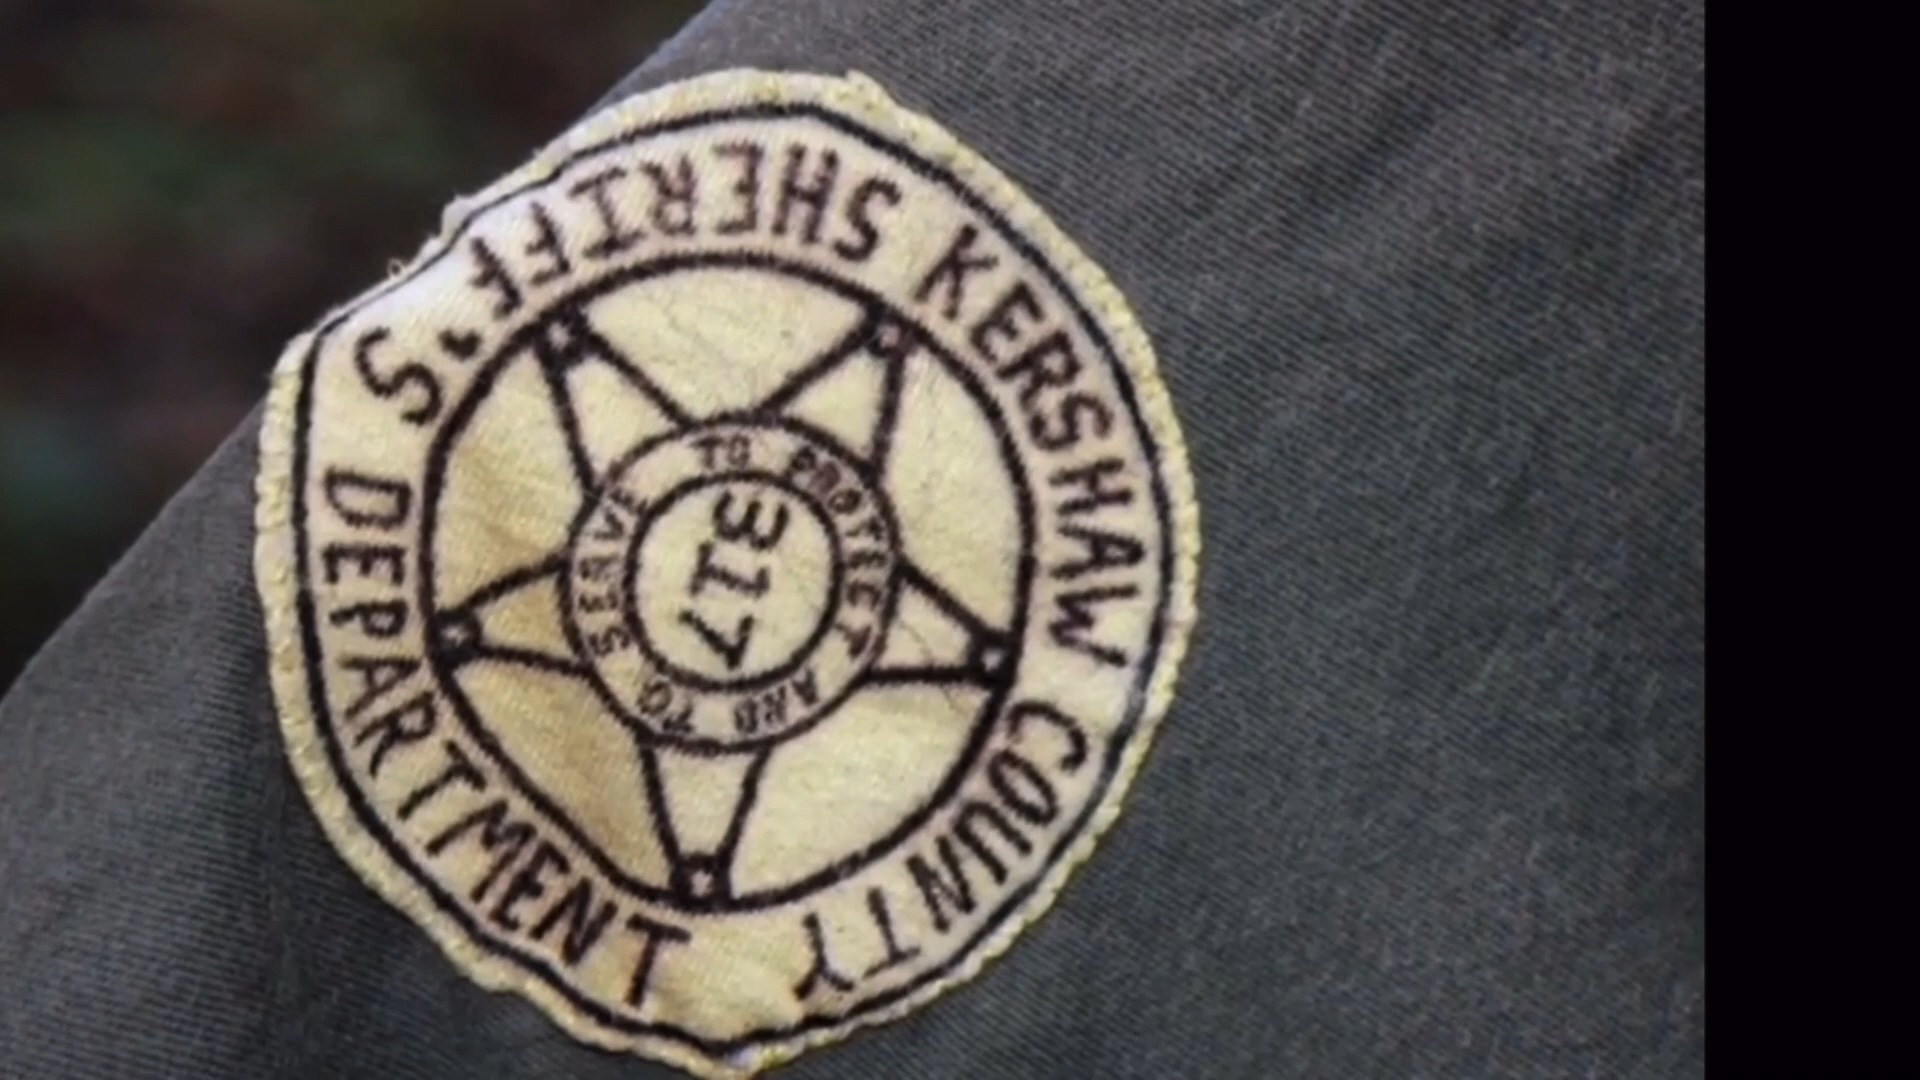 KERSHAW COUNTY
SHERIFF'S DEPARTMENT
TO PROTECT AND TO SERVE
317